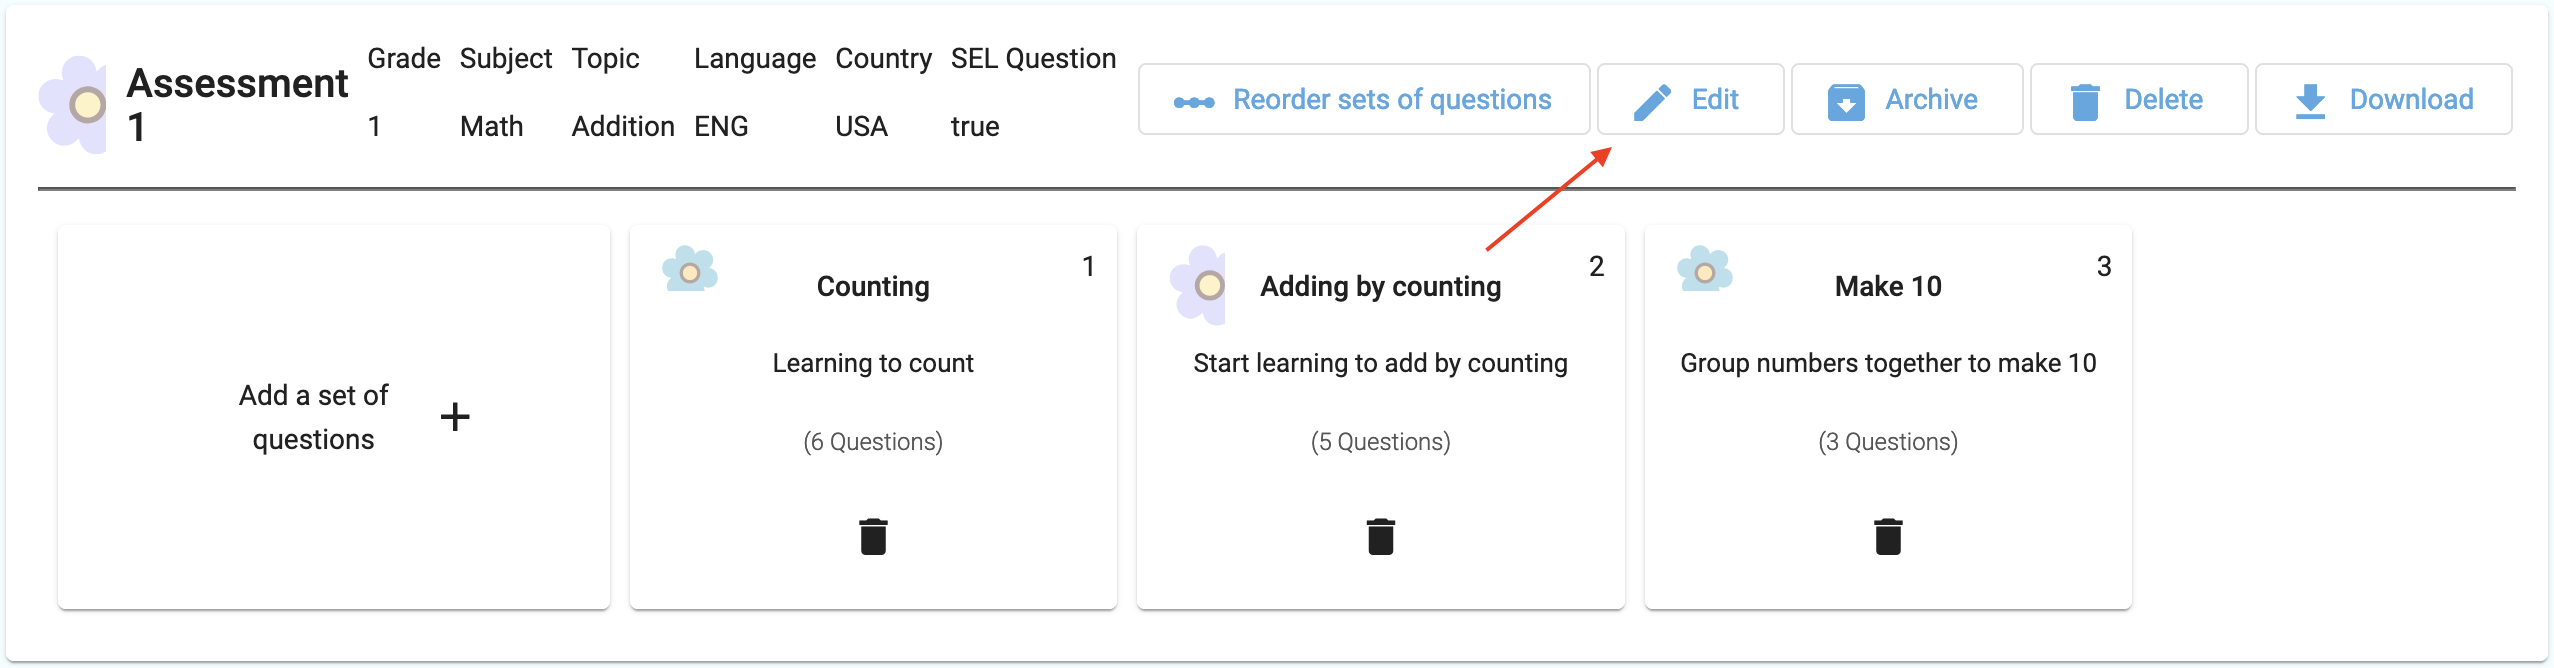 Assessment 1
Grade Subject Topic Language Country SEL Question
1 Math Addition ENG USA true
Reorder sets of questions
Edit
Archive
Delete
Download
Add a set of
questions
1
Counting
Learning to count
(6 Questions)
2
Adding by counting
Start learning to add by counting
(5 Questions)
3
Make 10
Group numbers together to make 10
(3 Questions)